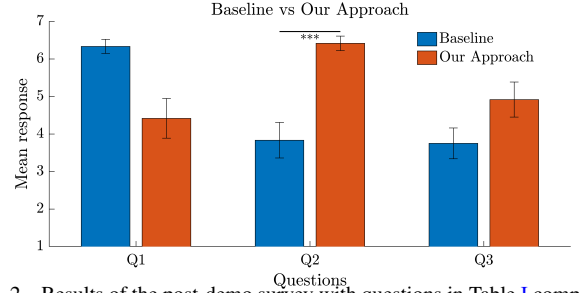 Baseline vs Our Approach
7
6
5
4
3
2
1
Mean response
***
Baseline
Our Approach
Q1 Q2 Q3
Questions
2. Results of the post-demo survey with questions in Table I